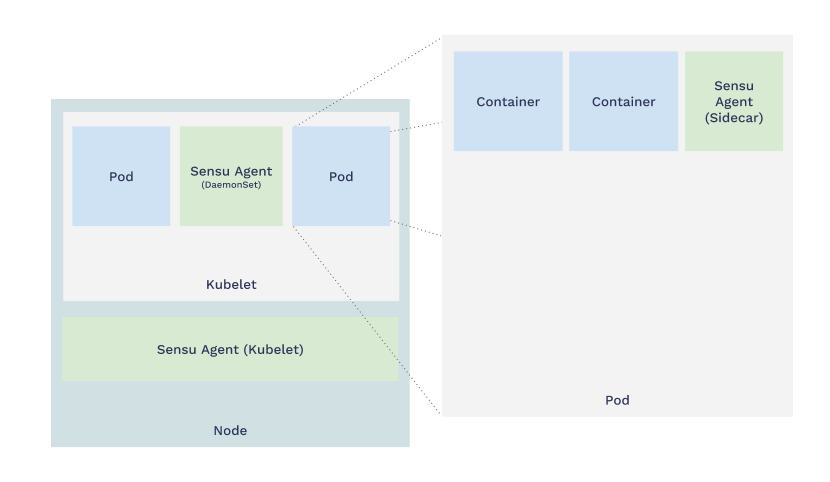 Pod
Sensu Agent
(DaemonSet)
Pod
Kubelet
Sensu Agent (Kubelet)
Node
Container
Container
Sensu
Agent
(Sidecar)
Pod